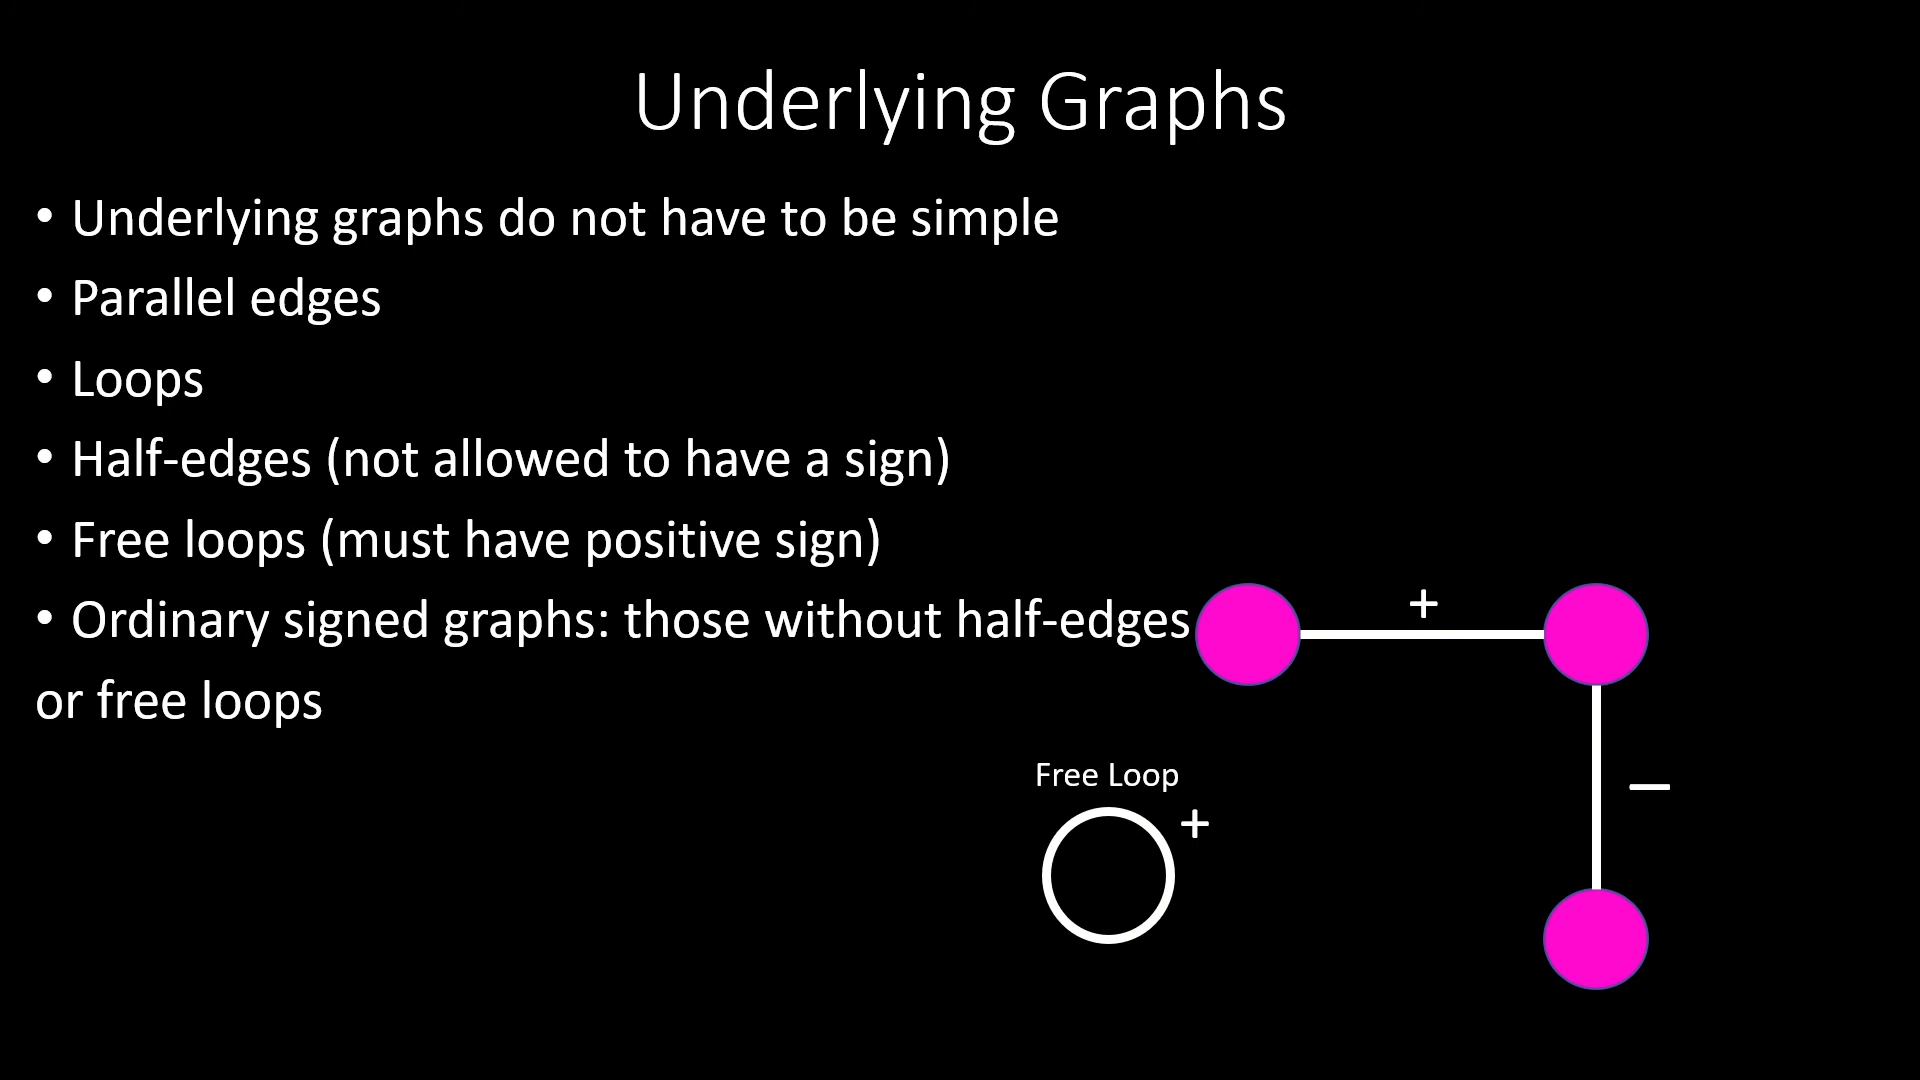 Underlying Graphs
• Underlying graphs do not have to be simple
• Parallel edges
• Loops
• Half-edges (not allowed to have a sign)
• Free loops (must have positive sign)
• Ordinary signed graphs: those without half-edges
or free loops
+
–
Free Loop
+